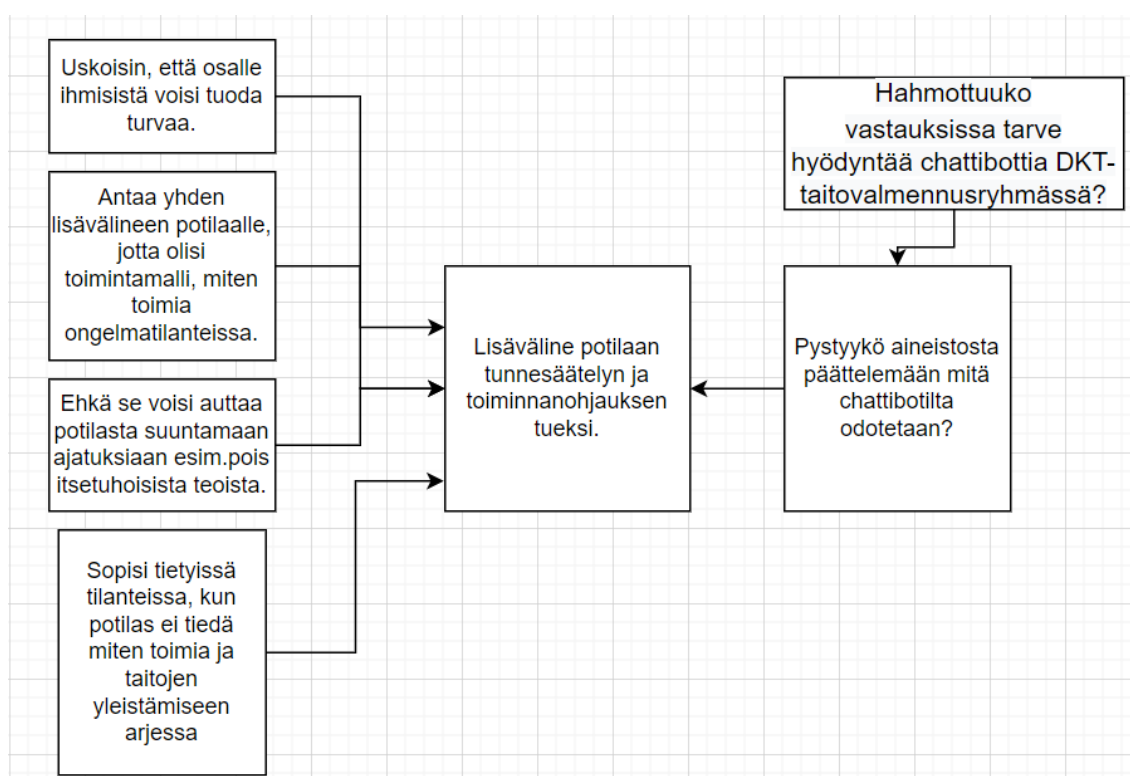 Uskoisin, että osalle
ihmisistä voisi tuoda
turvaa.
Antaa yhden
lisävälineen potilaalle,
jotta olisi
toimintamalli, miten
toimia
ongelmatilanteissa.
Ehkä se voisi auttaa
potilasta suuntamaan
ajatuksiaan esim.pois
itsetuhoisista teoista.
Sopisi tietyissä
tilanteissa, kun
potilas ei tiedä
miten toimia ja
taitojen
yleistämiseen
arjessa
Lisäväline potilaan
tunnesäätelyn ja
toiminnanohjauksen
tueksi.
Hahmottuuko
vastauksissa tarve
hyödyntää chattibottia DKT-
taitovalmennusryhmässä?
Pystyykö aineistosta
päättelemään mitä
chattibotilta
odotetaan?